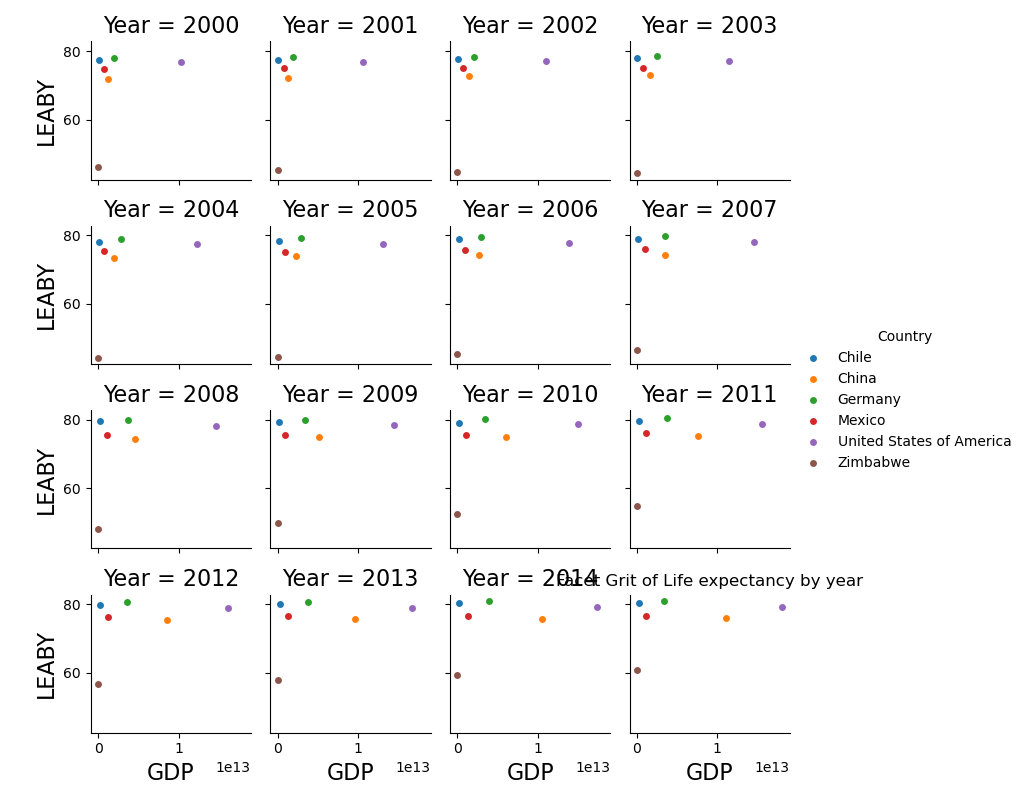 Year = 2000
Year = 2001
Year = 2002
Year = 2003
80
60
LEABY
Year = 2004
Year = 2005
Year = 2006
Year = 2007
80
60
LEABY
Country
Chile
China
Germany
Mexico
United States of America
Zimbabwe
Year = 2008
Year = 2009
Year = 2010
Year = 2011
80
60
LEABY
Year = 2012
Year = 2013
Year = 2014
Facet Grit of Life expectancy by year
80
60
LEABY
0 1
0 1
0 1
0 1
1e13
1e13
1e13
1e13
GDP
GDP
GDP
GDP